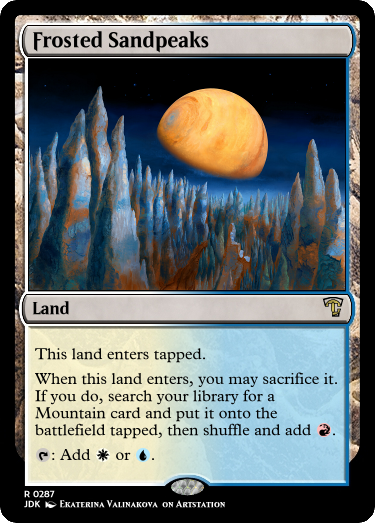 Frosted Sandpeaks
Land
This land enters tapped.
When this land enters, you may sacrifice it.
If you do, search your library for a
Mountain card and put it onto the
battlefield tapped, then shuffle and add .
: Add or .
R 0287
JDK Ekaterina Valinakova on Artstation